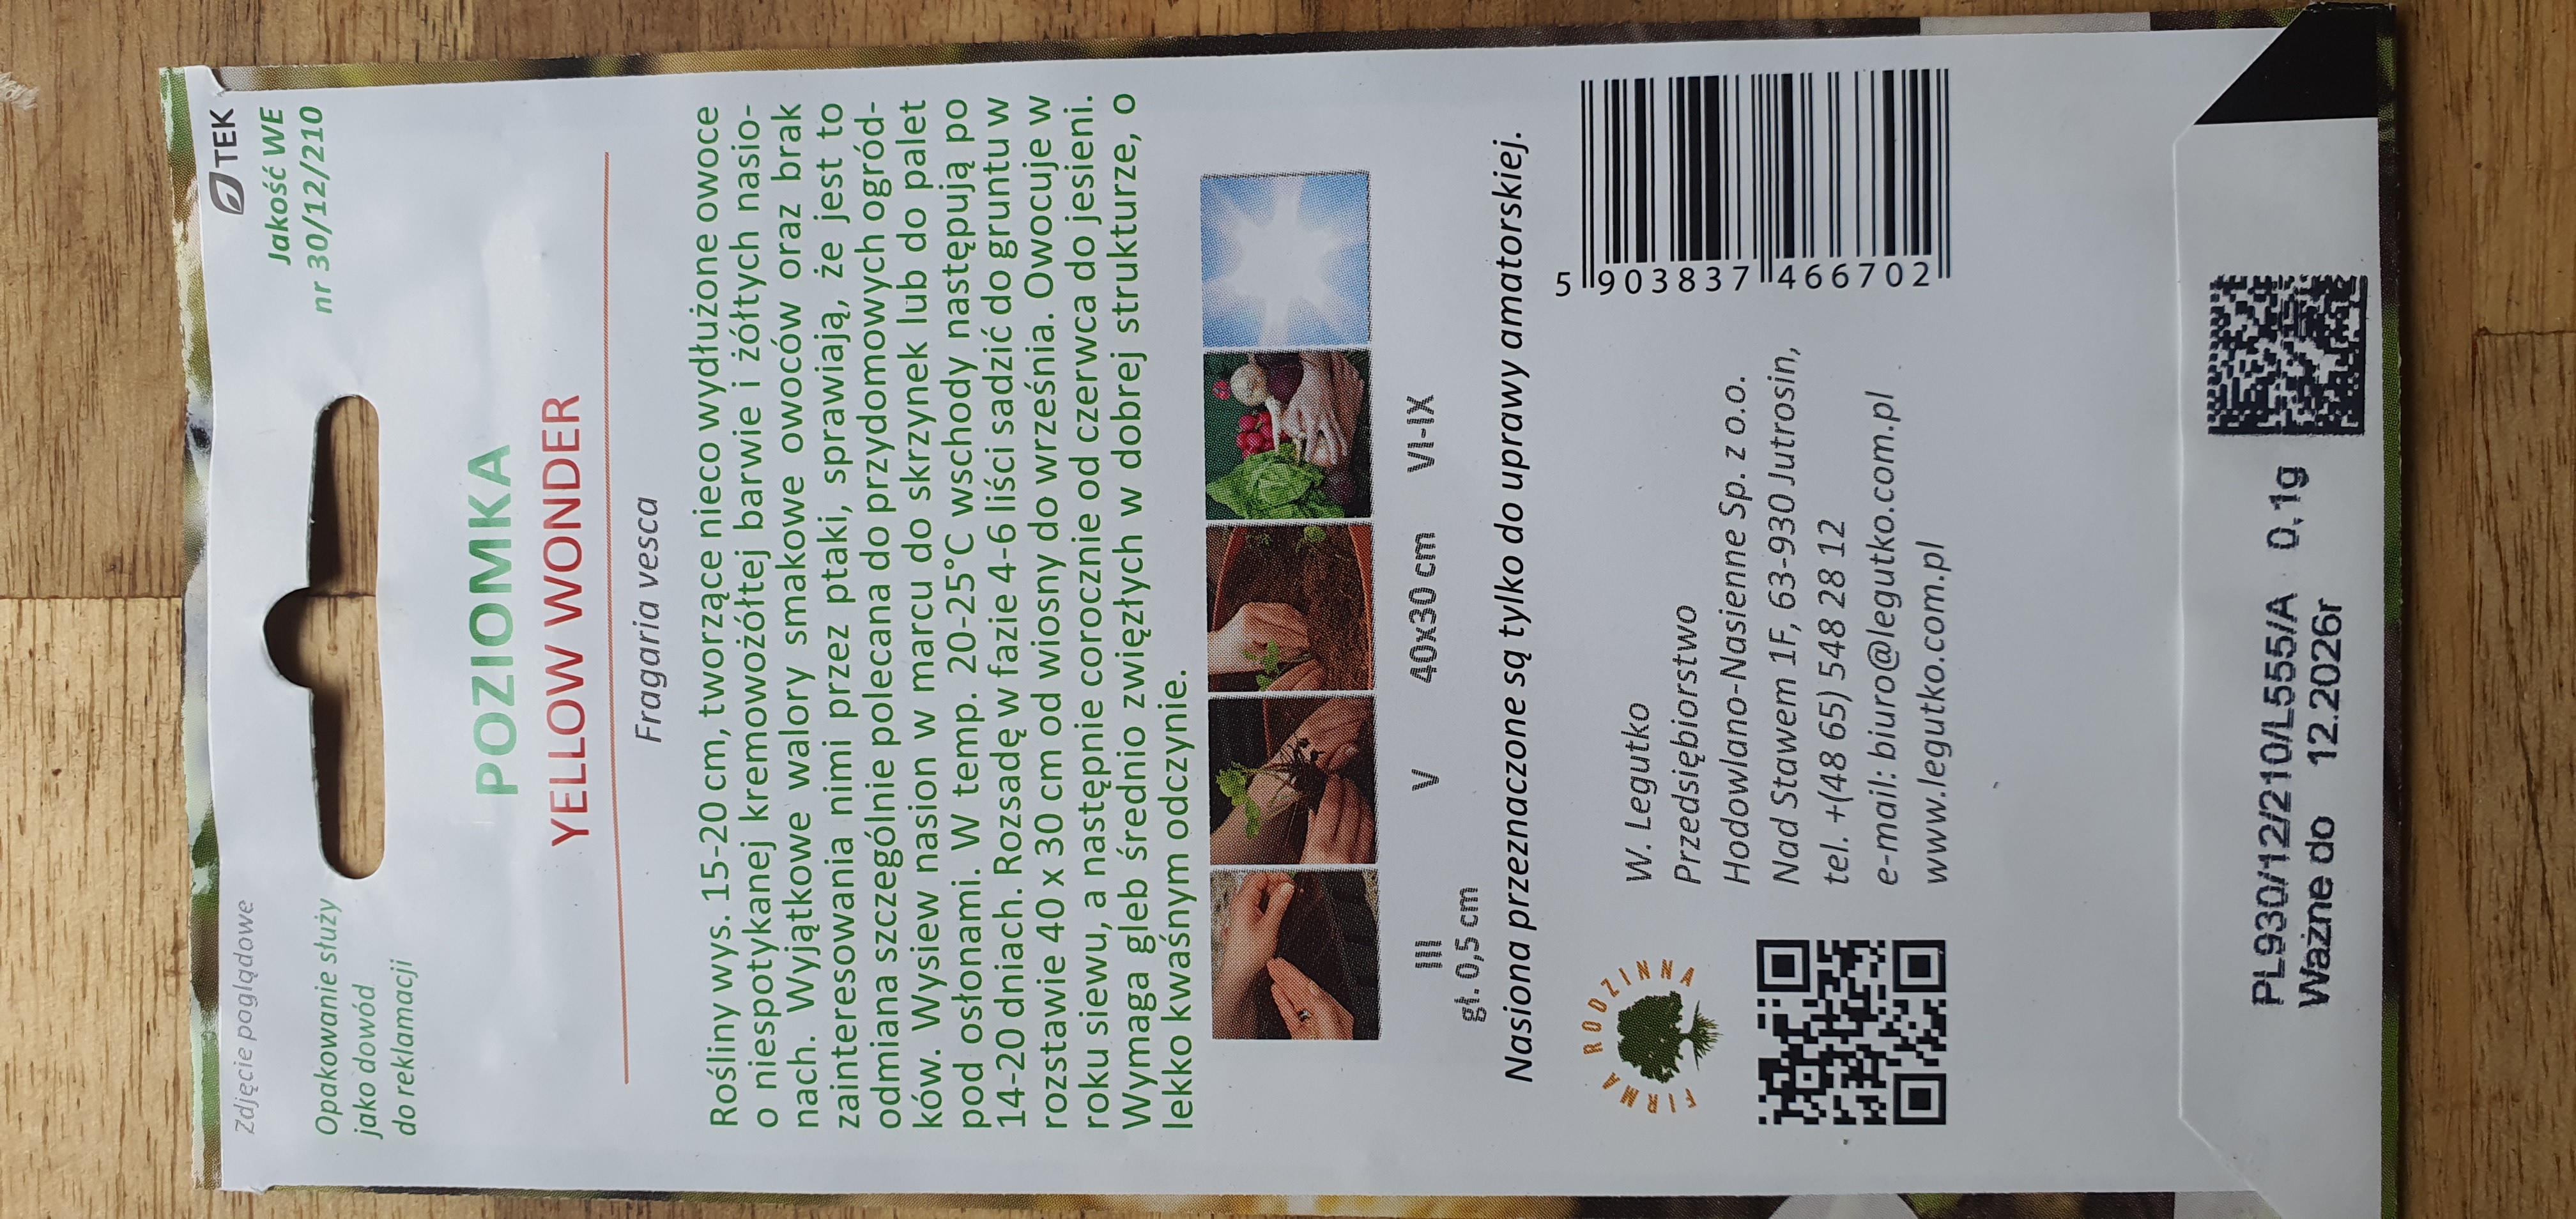 Zdjęcie poglądowe
TEK
Opakowanie służy
jako dowód
do reklamacji
Jakość WE
nr 30/12/210
POZIOMKA
YELLOW WONDER
Fragaria vesca
Rośliny wys. 15-20 cm, tworzące nieco wydłużone owoce
o niespotykanej kremowożółtej barwie i żółtych nasio-
nach. Wyjątkowe walory smakowe owoców oraz brak
zainteresowania nimi przez ptaki, sprawiają, że jest to
odmiana szczególnie polecana do przydomowych ogród-
ków. Wysiew nasion w marcu do skrzynek lub do palet
pod osłonami. W temp. 20-25°C wschody następują po
14-20 dniach. Rozsadę w fazie 4-6 liści sadzić do gruntu w
rozstawie 40 x 30 cm od wiosny do września. Owocuje w
roku siewu, a następnie corocznie od czerwca do jesieni.
Wymaga gleb średnio zwięzłych w dobrej strukturze, o
lekko kwaśnym odczynie.
III V 40x30 cm VI-IX
gł. 0,5 cm
Nasiona przeznaczone są tylko do uprawy amatorskiej.
FIRMA RODZINNA
W. Legutko
Przedsiębiorstwo
Hodowlano-Nasienne Sp. z o.o.
Nad Stawem 1F, 63-930 Jutrosin,
tel. +(48 65) 548 28 12
e-mail: biuro@legutko.com.pl
www.legutko.com.pl
5 903837 466702
PL930/12/210/L555/A 0.1g
Ważne do 12.2026r